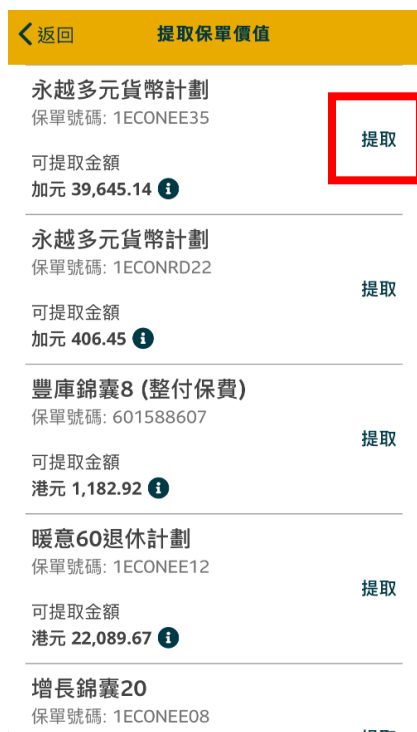 返回
提取保單價值
永越多元貨幣計劃
保單號碼: 1ECONEE35
提取
可提取金額
加元 39,645.14
永越多元貨幣計劃
保單號碼: 1ECONRD22
提取
可提取金額
加元 406.45
豐庫錦囊8 (整付保費)
保單號碼: 601588607
提取
可提取金額
港元 1,182.92
暖意60退休計劃
保單號碼: 1ECONEE12
提取
可提取金額
港元 22,089.67
增長錦囊20
保單號碼: 1ECONEE08